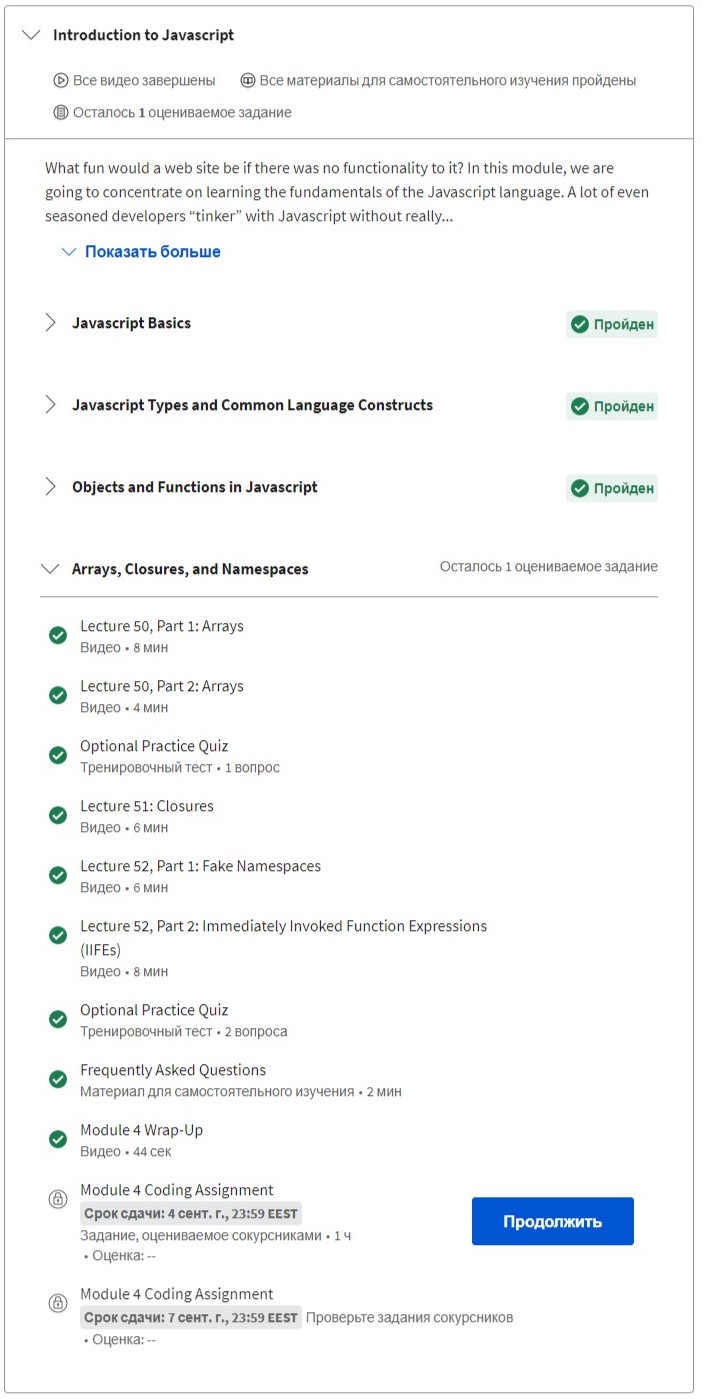 Introduction to Javascript
Все видео завершены Все материалы для самостоятельного изучения пройдены
Осталось 1 оцениваемое задание
What fun would a web site be if there was no functionality to it? In this module, we are
going to concentrate on learning the fundamentals of the Javascript language. A lot of even
seasoned developers “tinker” with Javascript without really...
Показать больше
Javascript Basics Пройден
Javascript Types and Common Language Constructs Пройден
Objects and Functions in Javascript Пройден
Arrays, Closures, and Namespaces Осталось 1 оцениваемое задание
Lecture 50, Part 1: Arrays
Видео • 8 мин
Lecture 50, Part 2: Arrays
Видео • 4 мин
Optional Practice Quiz
Тренировочный тест • 1 вопрос
Lecture 51: Closures
Видео • 6 мин
Lecture 52, Part 1: Fake Namespaces
Видео • 6 мин
Lecture 52, Part 2: Immediately Invoked Function Expressions
(IIFEs)
Видео • 8 мин
Optional Practice Quiz
Тренировочный тест • 2 вопроса
Frequently Asked Questions
Материал для самостоятельного изучения • 2 мин
Module 4 Wrap-Up
Видео • 44 сек
Module 4 Coding Assignment
Срок сдачи: 4 сент. г., 23:59 EEST
Задание, оцениваемое сокурсниками • 1 ч
• Оценка: --
Продолжить
Module 4 Coding Assignment
Срок сдачи: 7 сент. г., 23:59 EEST Проверьте задания сокурсников
• Оценка: --